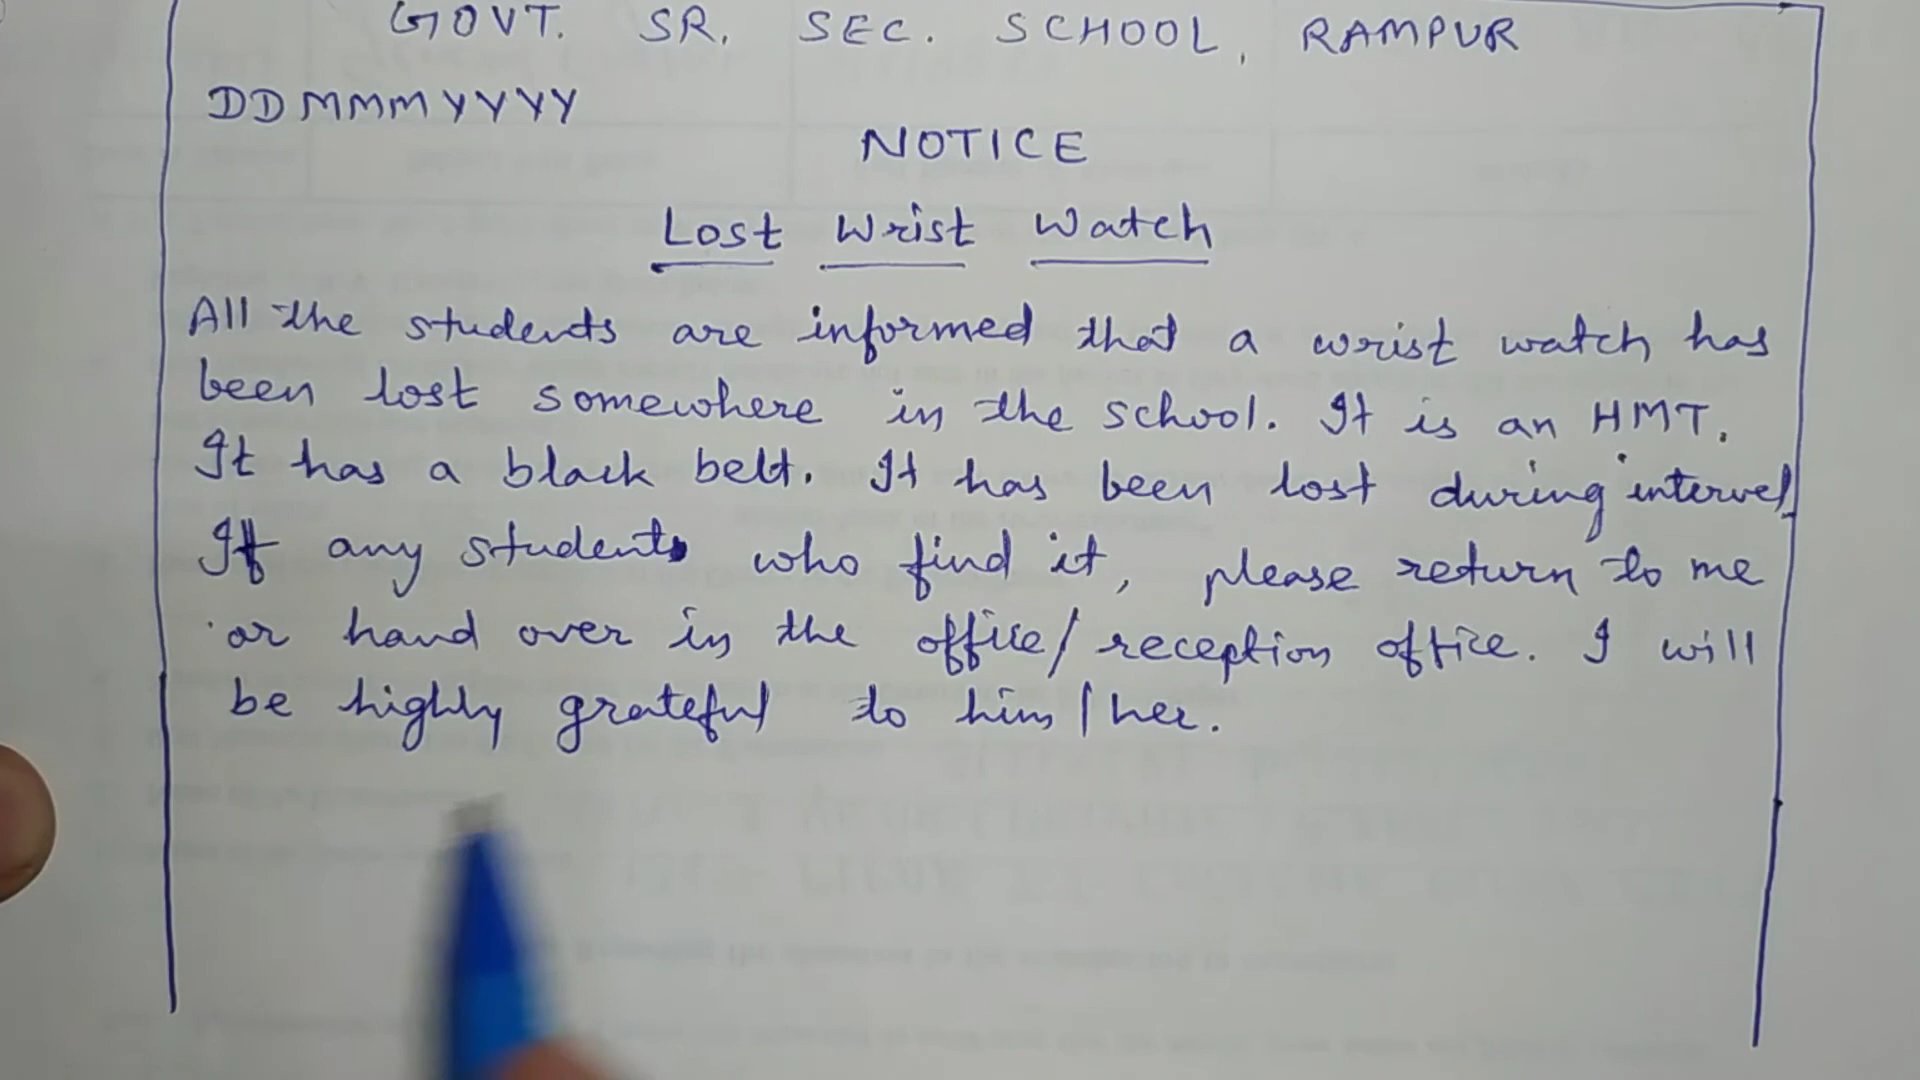 GOVT. SR. SEC. SCHOOL, RAMPUR
DDMMMYYYY
NOTICE
Lost Wrist Watch
All the students are informed that a wrist watch has
been lost somewhere in the school. It is an HMT.
It has a black belt. It has been lost during intervel
If any students who find it, please return to me
or hand over in the office/reception office. I will
be highly grateful to him/her.